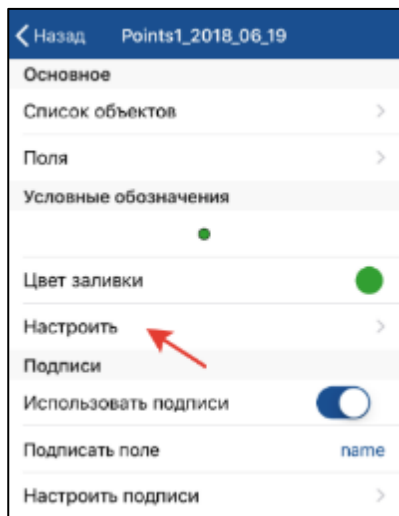 Назад Points1_2018_06_19
Основное
Список объектов
Поля
Условные обозначения
Цвет заливки
Настроить
Подписи
Использовать подписи
Подписать поле name
Настроить подписи